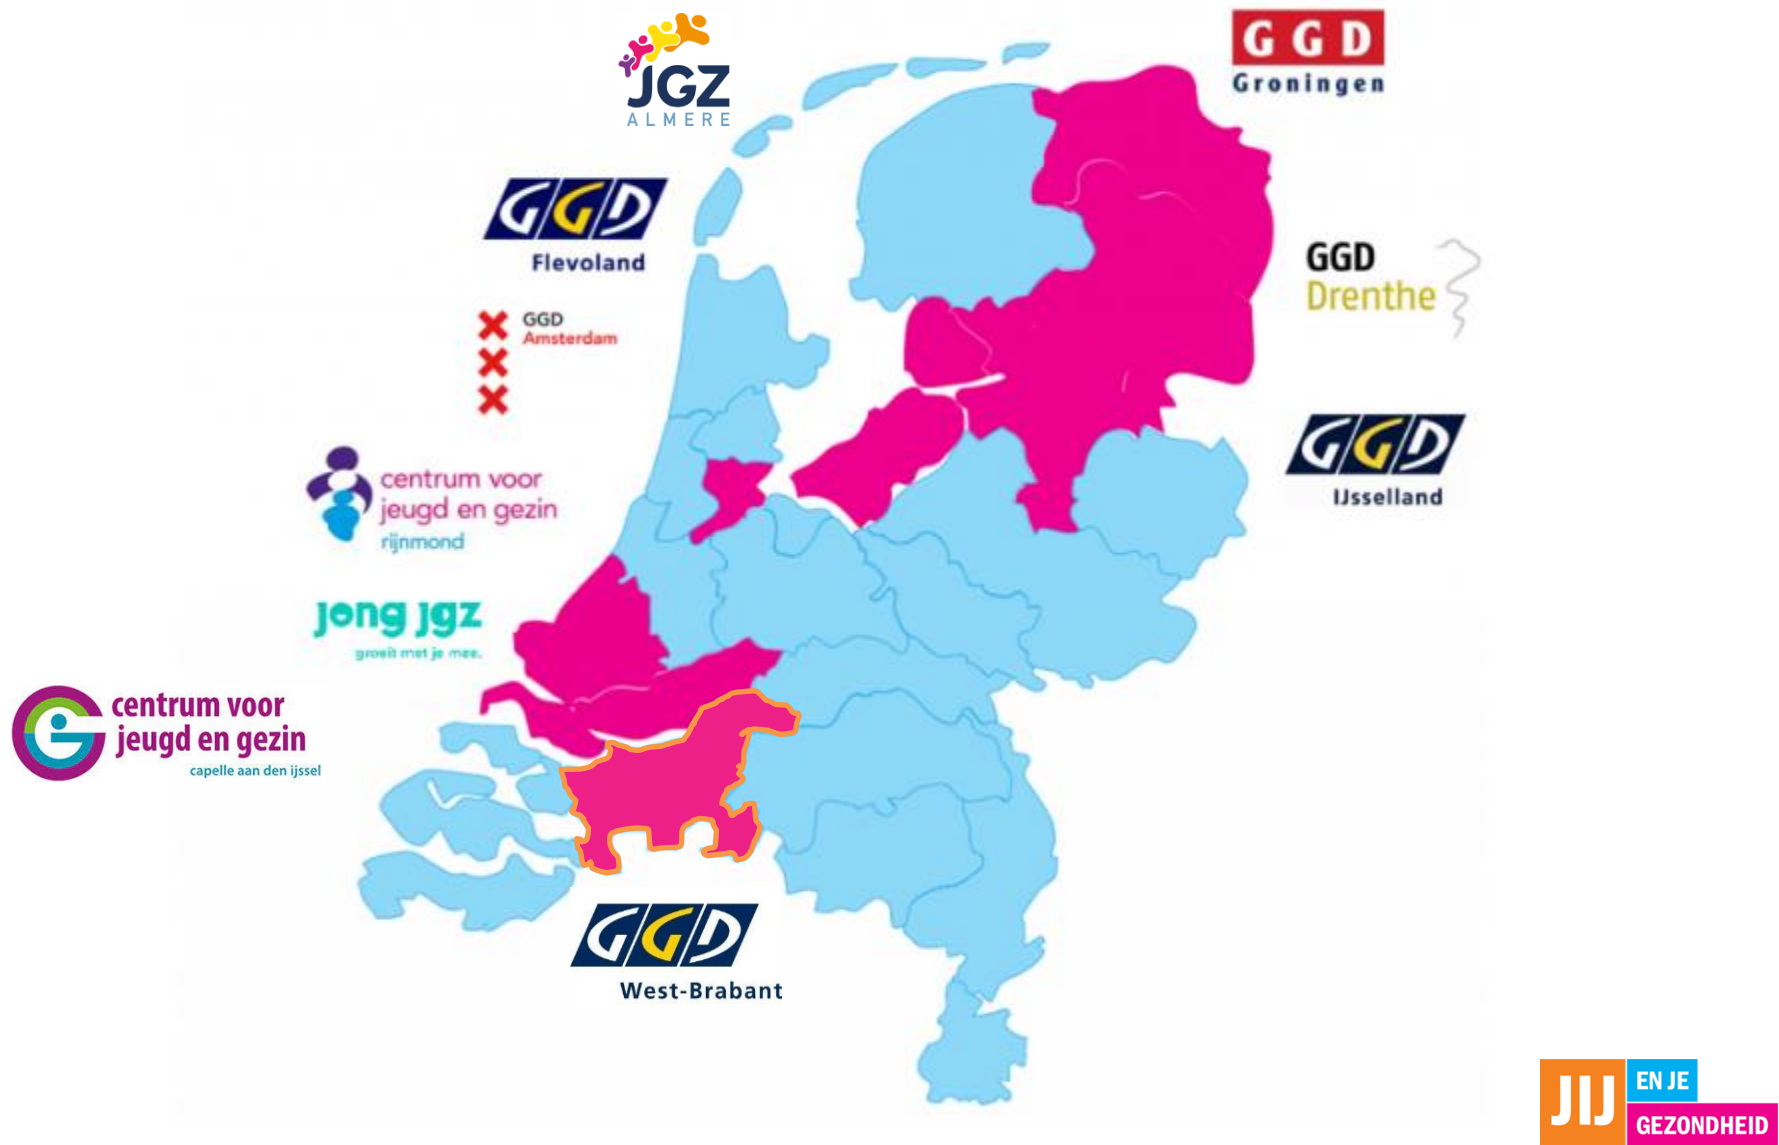 JGZ
ALMERE
GGD
Groningen
GGD
Flevoland
GGD
Drenthe
GGD
Amsterdam
GGD
IJsselland
centrum voor
jeugd en gezin
rijnmond
jong jgz
groeit met je mee.
centrum voor
jeugd en gezin
capelle aan den ijssel
GGD
West-Brabant
JIJ
EN JE
GEZONDHEID